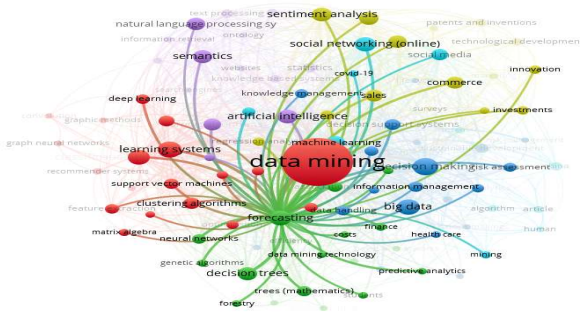 text processing
sentiment analysis
natural language processing sy
patents and inventions
ontology
information retrieval
social networking (online)
technological developmen
semantics
social media
websites
statistics
covid-19
innovation
knowledge based systems
commerce
knowledge management
sales
deep learning
surveys
investments
artificial intelligence
graphic methods
decision support systems
machine learning
graph neural networks
learning systems
data mining
decision making
risk assessment
recommender systems
support vector machines
information management
clustering algorithms
big data
feature extraction
data handling
algorithm
article
forecasting
finance
matrix algebra
costs
health care
human
neural networks
data mining technology
mining
genetic algorithms
decision trees
predictive analytics
trees (mathematics)
students
forestry